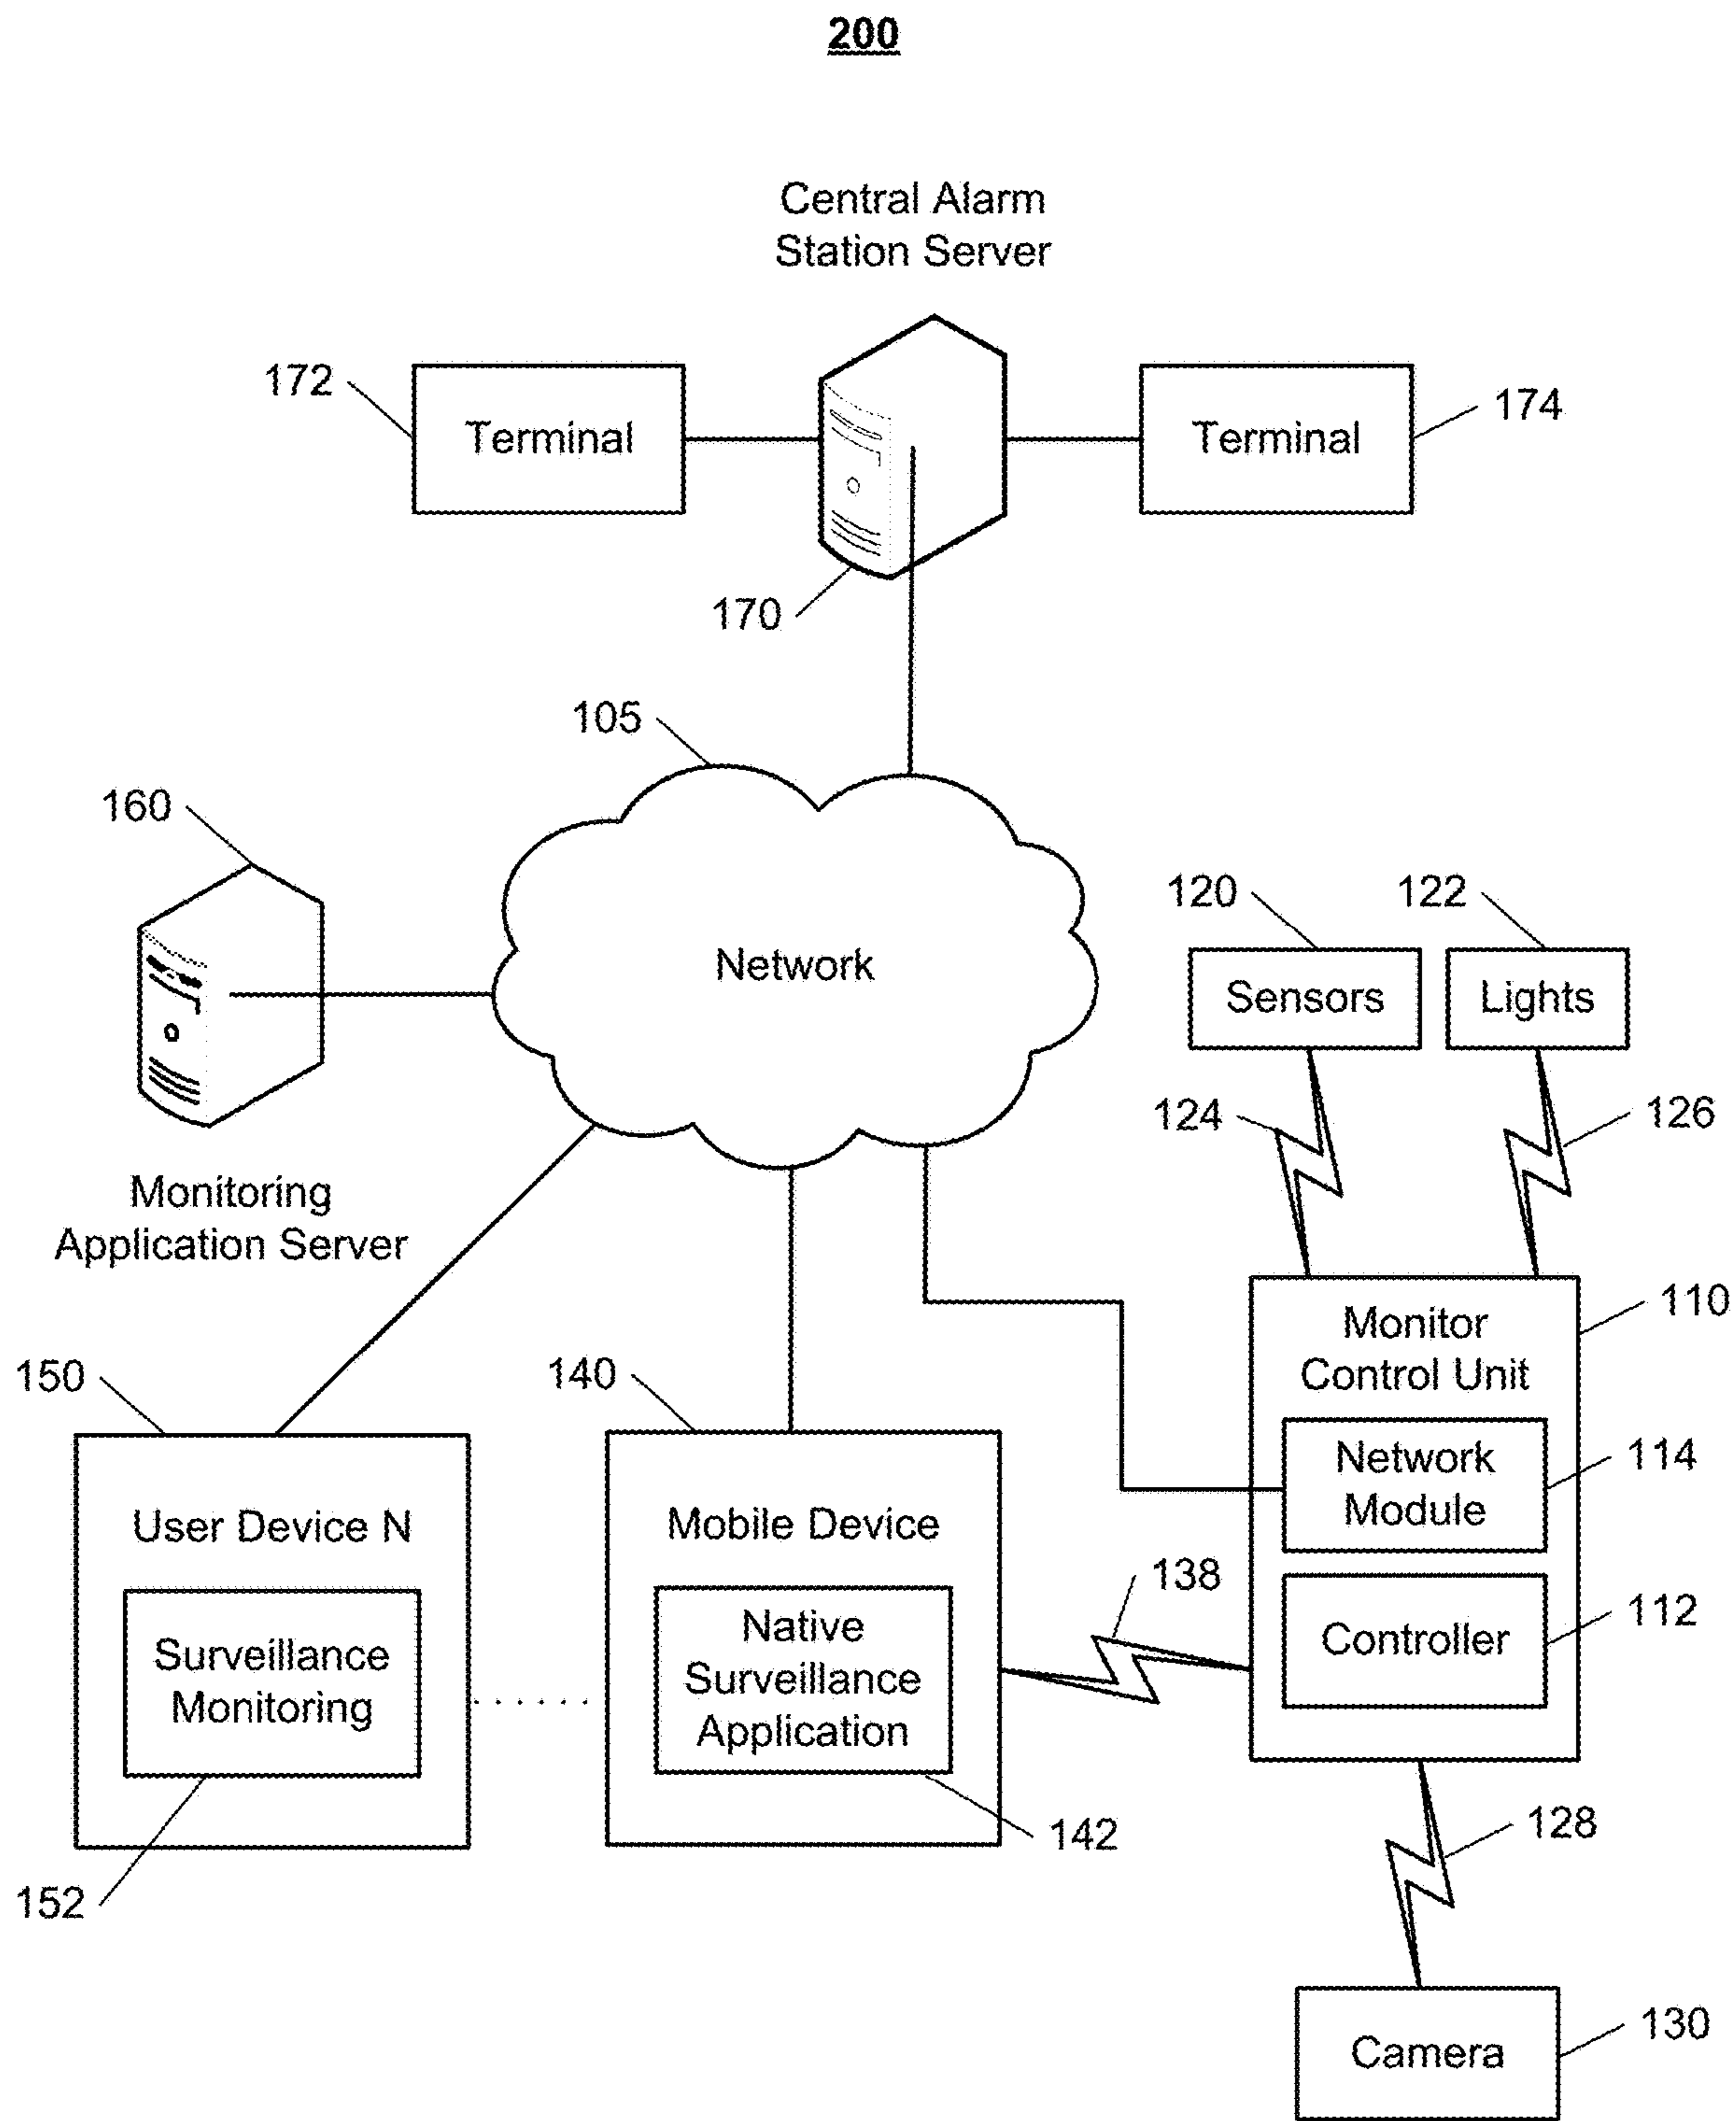 200
Central Alarm
Station Server
172
Terminal
Terminal
174
170
105
160
Network
120
122
Sensors
Lights
124
126
Monitoring
Application Server
110
Monitor
Control Unit
150
140
Network
Module
114
User Device N
Mobile Device
138
112
Controller
Surveillance
Monitoring
Native
Surveillance
Application
142
128
152
130
Camera